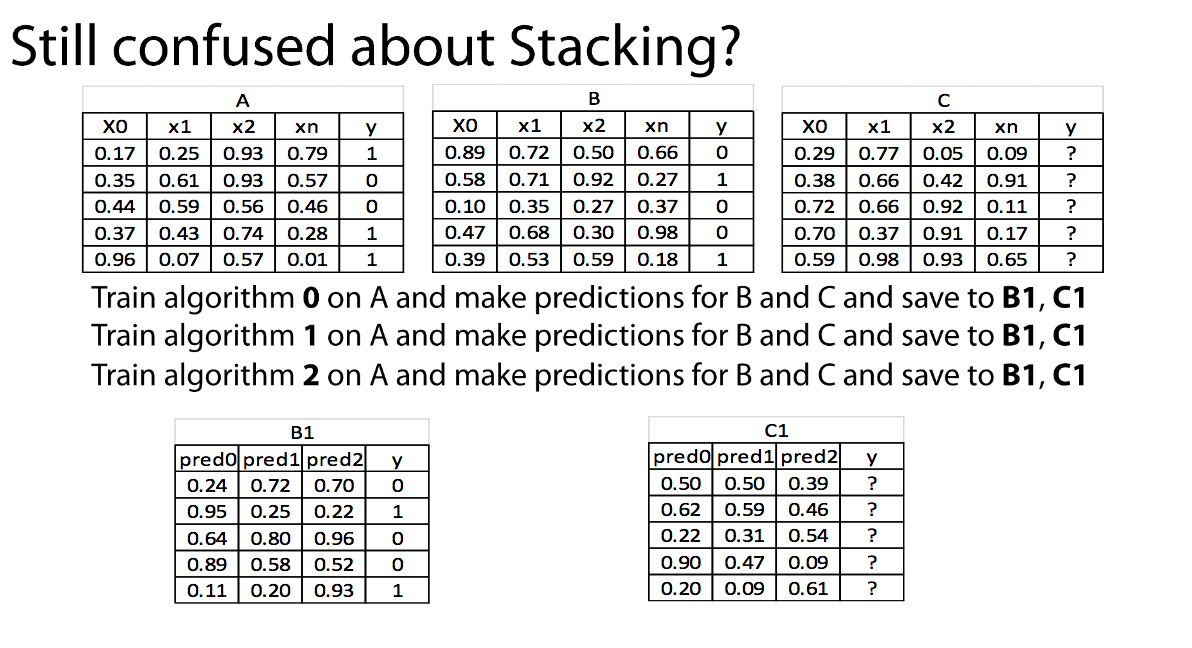 Still confused about Stacking?
A
X0 x1 x2 xn y
0.17 0.25 0.93 0.79 1
0.35 0.61 0.93 0.57 0
0.44 0.59 0.56 0.46 0
0.37 0.43 0.74 0.28 1
0.96 0.07 0.57 0.01 1
B
X0 x1 x2 xn y
0.89 0.72 0.50 0.66 0
0.58 0.71 0.92 0.27 1
0.10 0.35 0.27 0.37 0
0.47 0.68 0.30 0.98 0
0.39 0.53 0.59 0.18 1
C
X0 x1 x2 xn y
0.29 0.77 0.05 0.09 ?
0.38 0.66 0.42 0.91 ?
0.72 0.66 0.92 0.11 ?
0.70 0.37 0.91 0.17 ?
0.59 0.98 0.93 0.65 ?
Train algorithm 0 on A and make predictions for B and C and save to B1, C1
Train algorithm 1 on A and make predictions for B and C and save to B1, C1
Train algorithm 2 on A and make predictions for B and C and save to B1, C1
B1
pred0 pred1 pred2 y
0.24 0.72 0.70 0
0.95 0.25 0.22 1
0.64 0.80 0.96 0
0.89 0.58 0.52 0
0.11 0.20 0.93 1
C1
pred0 pred1 pred2 y
0.50 0.50 0.39 ?
0.62 0.59 0.46 ?
0.22 0.31 0.54 ?
0.90 0.47 0.09 ?
0.20 0.09 0.61 ?